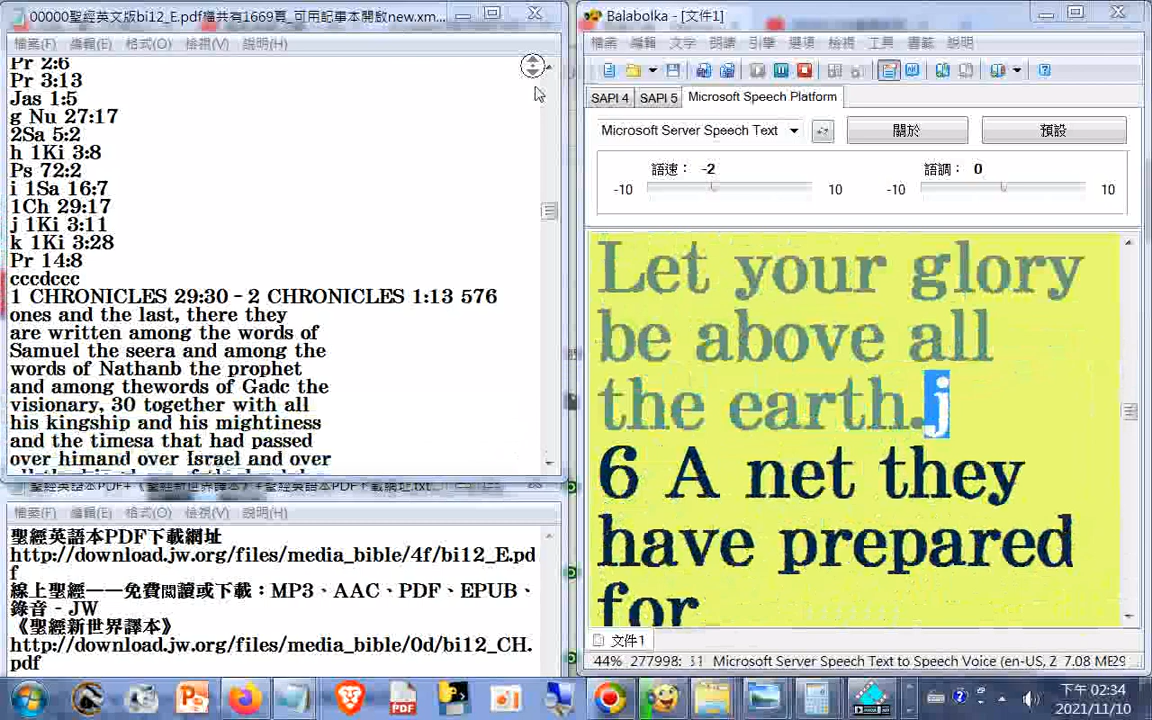 00000聖經英文版bi12_E.pdf檔共有1669頁_可用記事本開啟new.xm...
檔案(F) 編輯(E) 格式(O) 檢視(V) 說明(H)
Pr 2:6
Pr 3:13
Jas 1:5
g Nu 27:17
2Sa 5:2
h 1Ki 3:8
Ps 72:2
i 1Sa 16:7
1Ch 29:17
j 1Ki 3:11
k 1Ki 3:28
Pr 14:8
cccdccc
1 CHRONICLES 29:30 – 2 CHRONICLES 1:13 576
ones and the last, there they
are written among the words of
Samuel the seera and among the
words of Nathanb the prophet
and among thewords of Gadc the
visionary, 30 together with all
his kingship and his mightiness
and the timesa that had passed
over himand over Israel and over
檔案(F) 編輯(E) 格式(O) 檢視(V) 說明(H)
聖經英語本PDF下載網址
http://download.jw.org/files/media_bible/4f/bi12_E.pd
f
線上聖經——免費閱讀或下載：MP3、AAC、PDF、EPUB、
錄音 - JW
《聖經新世界譯本》
http://download.jw.org/files/media_bible/0d/bi12_CH.
pdf
Balabolka - [文件1]
檔案 編輯 文字 朗讀 引擎 選項 檢視 工具 書籤 說明
SAPI 4 SAPI 5 Microsoft Speech Platform
Microsoft Server Speech Text 關於 預設
語速： -2 語調： 0
-10 10 -10 10
Let your glory
be above all
the earth.j
6 A net they
have prepared
for
文件1
44% 277998: Microsoft Server Speech Text to Speech Voice (en-US, Z 7.08 ME
下午 02:34
2021/11/10